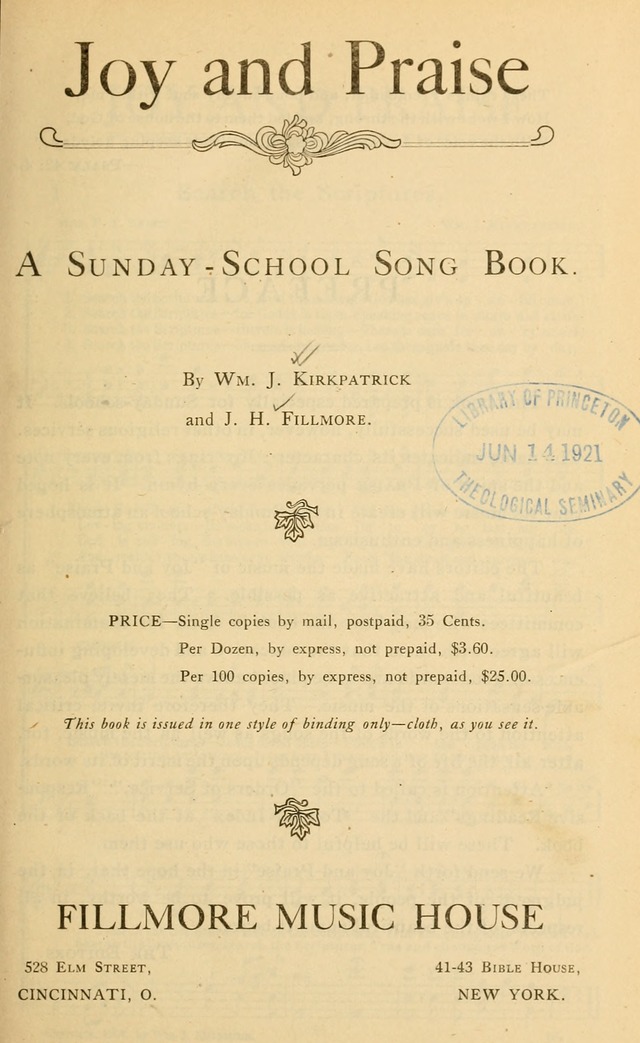 Joy and Praise
A SUNDAY-SCHOOL SONG BOOK.
By WM. J. KIRKPATRICK
and J. H. FILLMORE.
LIBRARY OF PRINCETON
JUN 14 1921
THEOLOGICAL SEMINARY
PRICE—Single copies by mail, postpaid, 35 Cents.
Per Dozen, by express, not prepaid, $3.60.
Per 100 copies, by express, not prepaid, $25.00.
This book is issued in one style of binding only—cloth, as you see it.
FILLMORE MUSIC HOUSE
528 ELM STREET,
CINCINNATI, O.
41-43 BIBLE HOUSE,
NEW YORK.